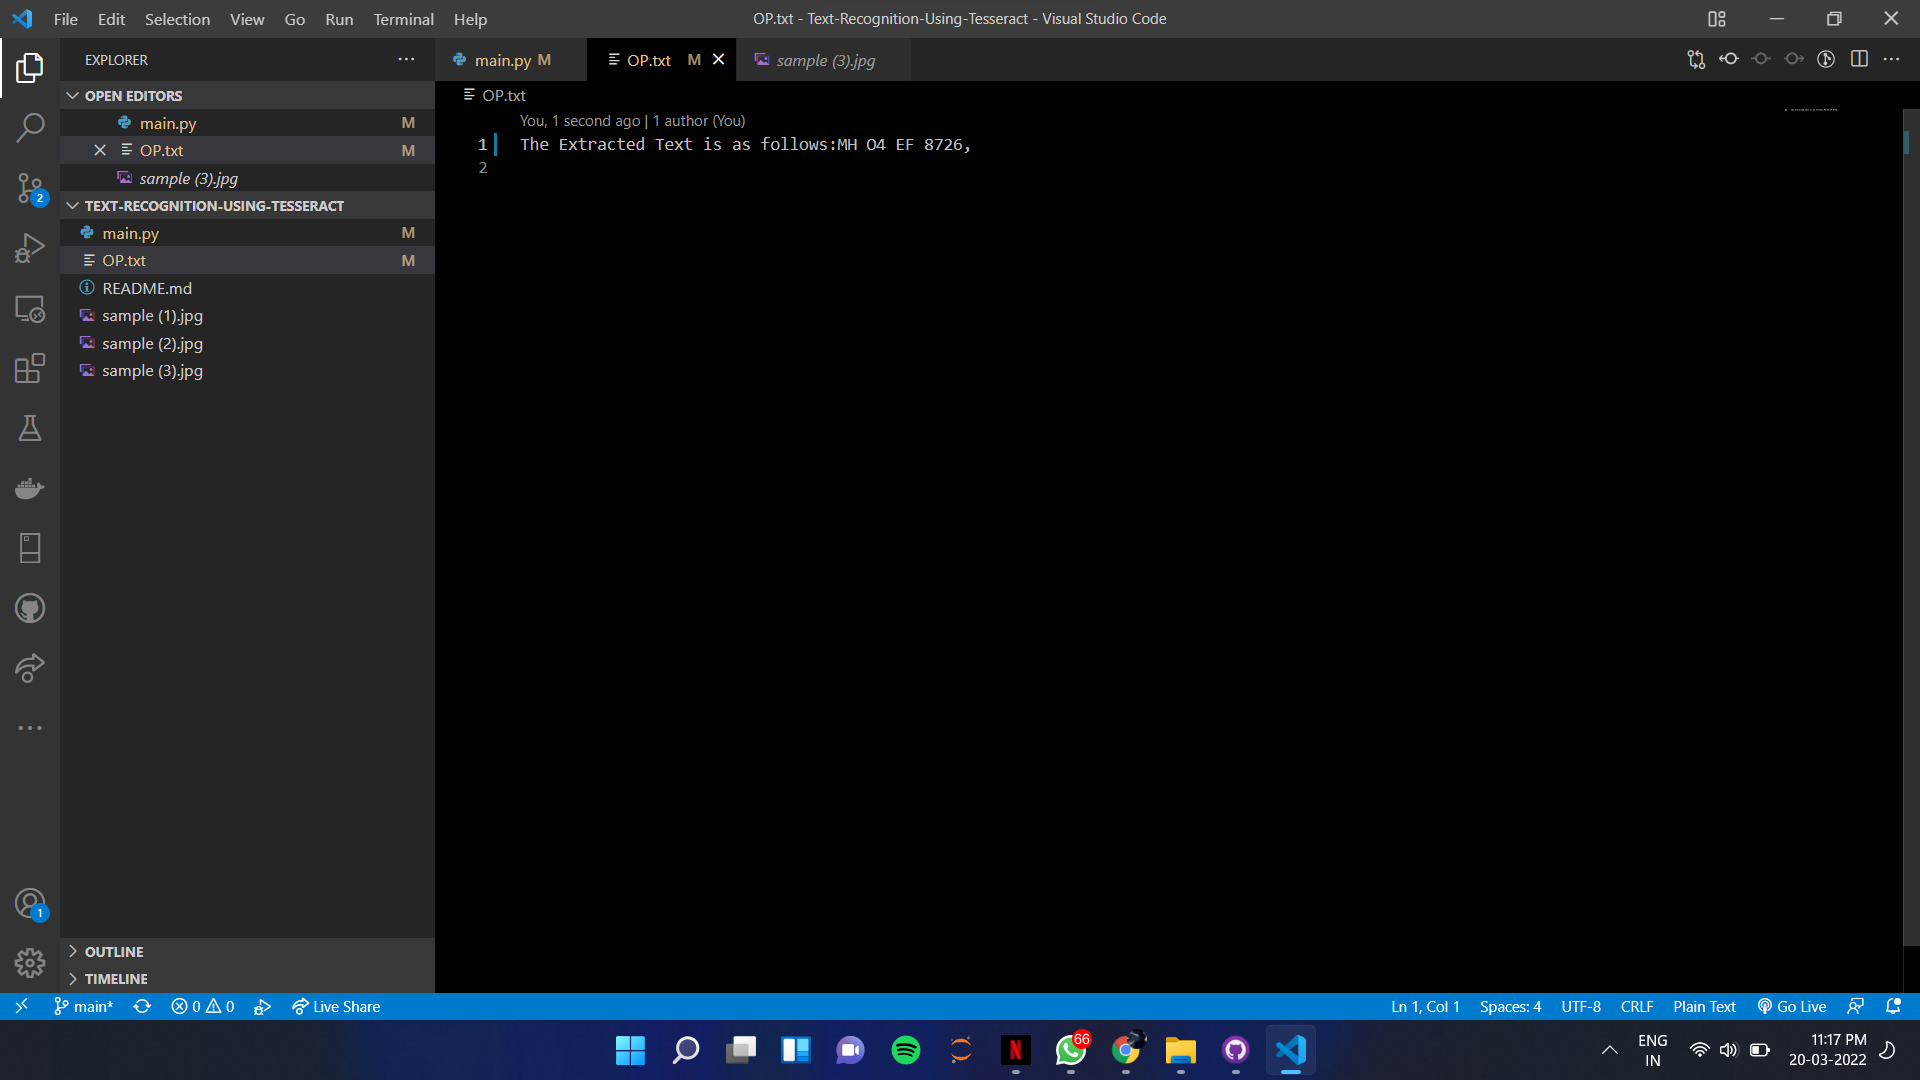 File Edit Selection View Go Run Terminal Help
OP.txt - Text-Recognition-Using-Tesseract - Visual Studio Code
EXPLORER
main.py M
OP.txt M
sample (3).jpg
OPEN EDITORS
main.py M
OP.txt M
sample (3).jpg
TEXT-RECOGNITION-USING-TESSERACT
main.py M
OP.txt M
README.md
sample (1).jpg
sample (2).jpg
sample (3).jpg
OUTLINE
TIMELINE
OP.txt
You, 1 second ago | 1 author (You)
1 The Extracted Text is as follows:MH O4 EF 8726,
2
2
1
main* 0 0 Live Share
Ln 1, Col 1 Spaces: 4 UTF-8 CRLF Plain Text Go Live
N
66
ENG
IN
11:17 PM
20-03-2022